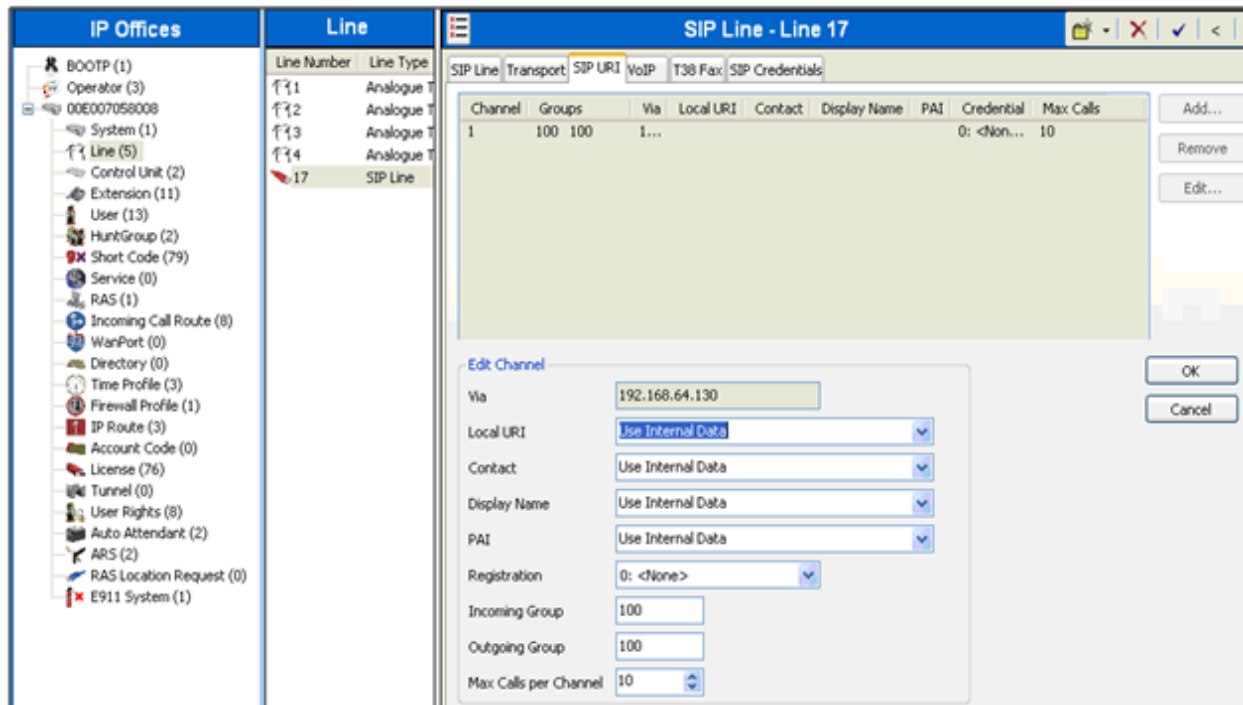 IP Offices
BOOTP (1)
Operator (3)
00E007058008
System (1)
Line (5)
Control Unit (2)
Extension (11)
User (13)
HuntGroup (2)
Short Code (79)
Service (0)
RAS (1)
Incoming Call Route (8)
WanPort (0)
Directory (0)
Time Profile (3)
Firewall Profile (1)
IP Route (3)
Account Code (0)
License (76)
Tunnel (0)
User Rights (8)
Auto Attendant (2)
ARS (2)
RAS Location Request (0)
E911 System (1)
Line
Line Number Line Type
1 Analogue T
2 Analogue T
3 Analogue T
4 Analogue T
17 SIP Line
SIP Line - Line 17
SIP Line Transport SIP URI VoIP T38 Fax SIP Credentials
Channel Groups Via Local URI Contact Display Name PAI Credential Max Calls
1 100 100 1... 0: <Non... 10
Add...
Remove
Edit...
Edit Channel
Via 192.168.64.130
Local URI Use Internal Data
Contact Use Internal Data
Display Name Use Internal Data
PAI Use Internal Data
Registration 0: <None>
Incoming Group 100
Outgoing Group 100
Max Calls per Channel 10
OK
Cancel